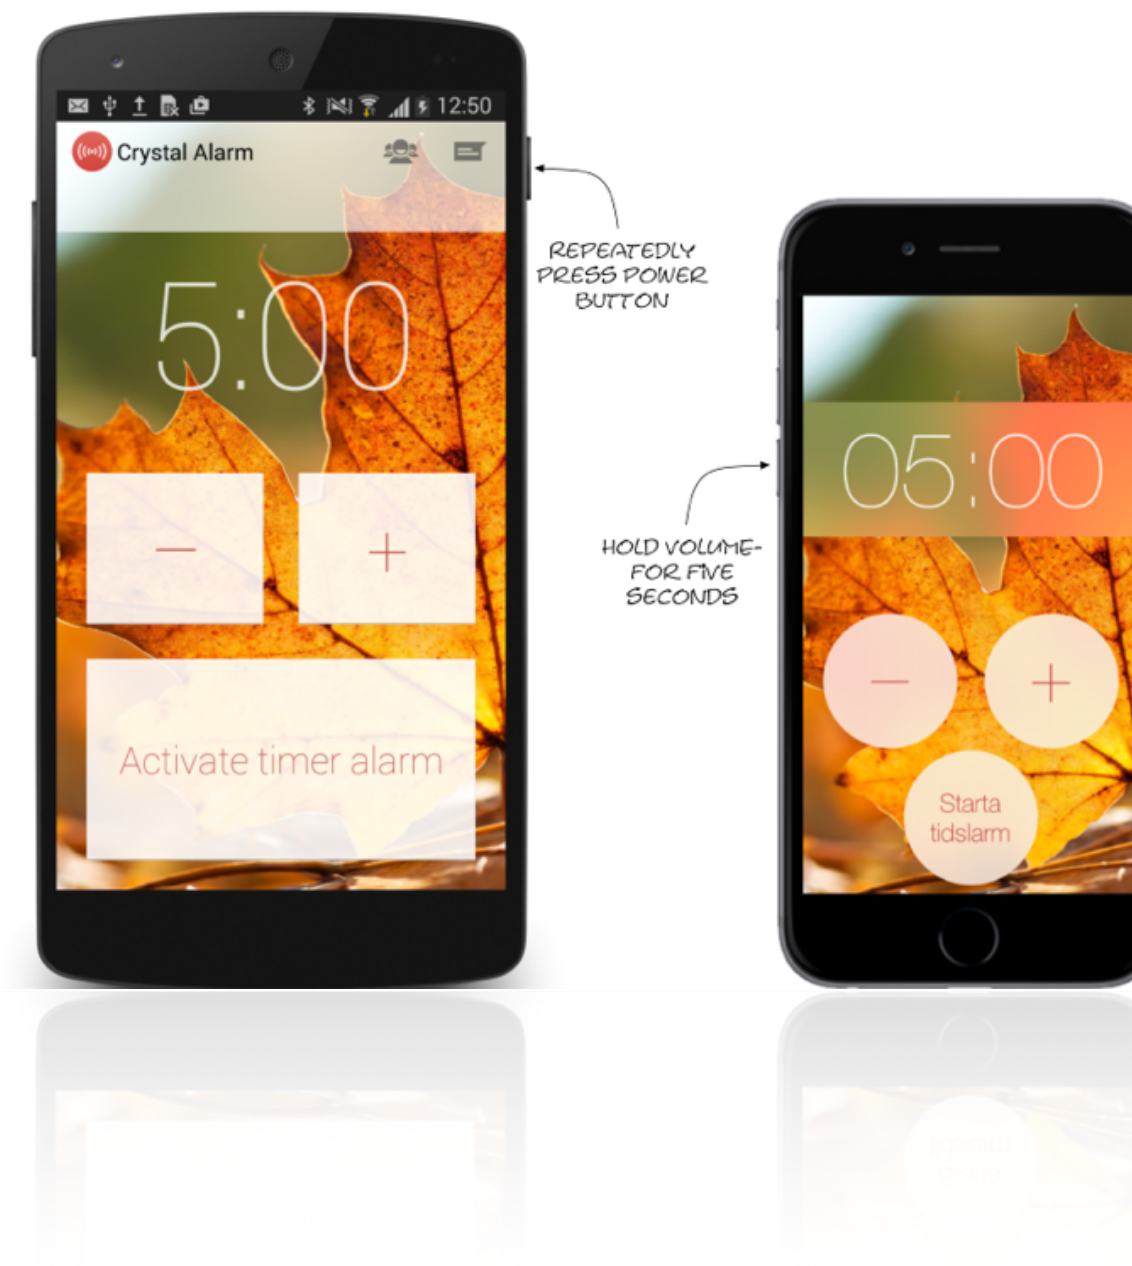 12:50
Crystal Alarm
5:00
Activate timer alarm
REPEATEDLY
PRESS POWER
BUTTON
HOLD VOLUME-
FOR FIVE
SECONDS
05:00
Starta
tidslarm